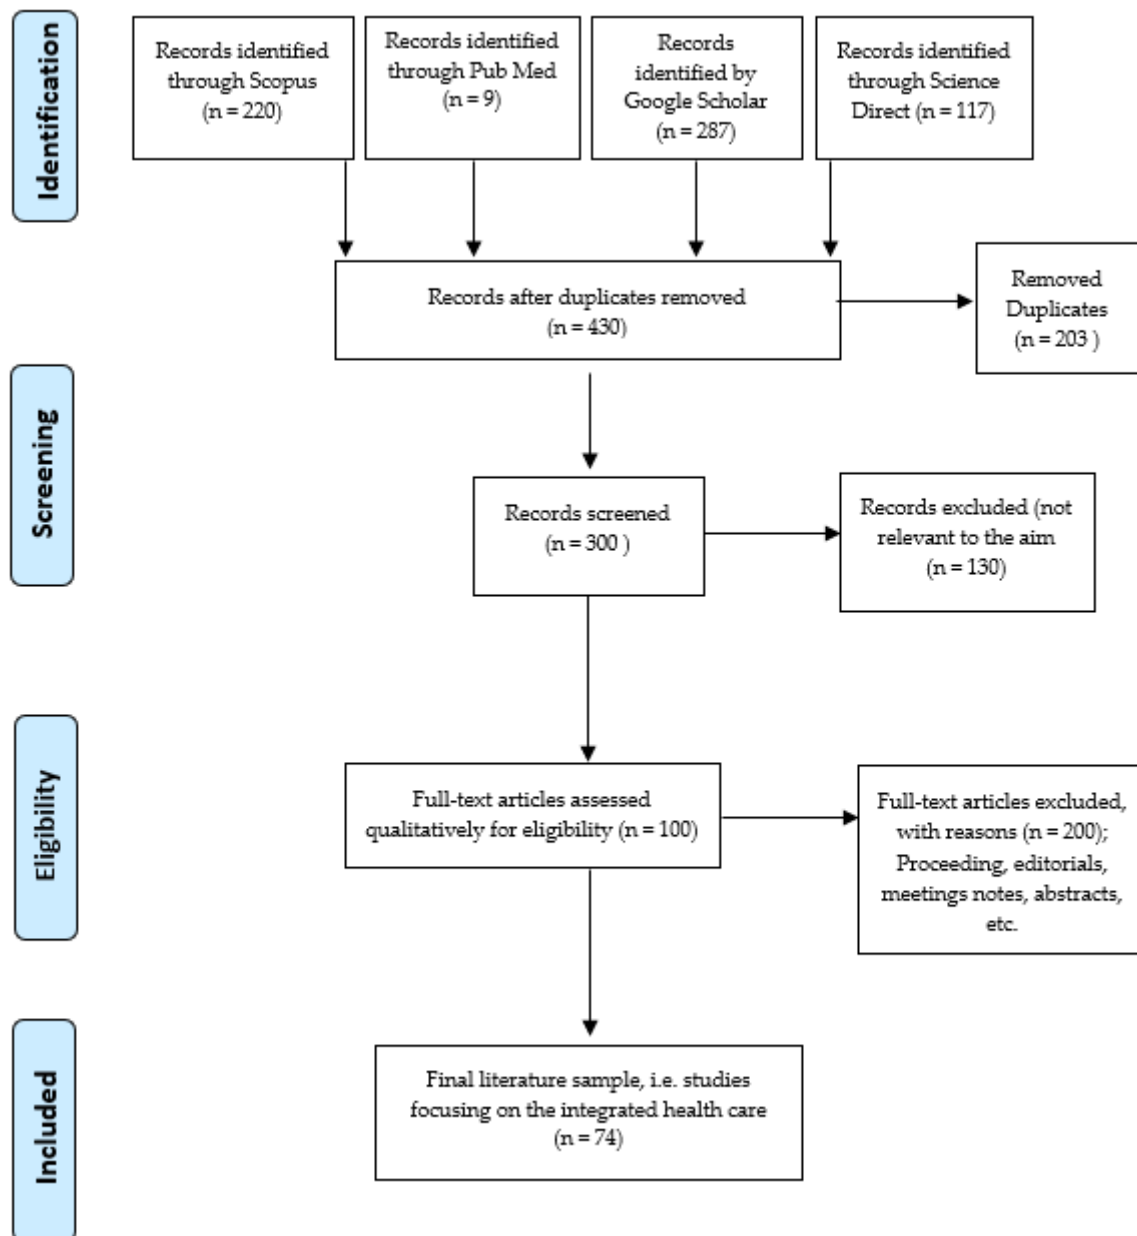 Identification
Records identified
through Scopus
(n = 220)
Records identified
through Pub Med
(n = 9)
Records
identified by
Google Scholar
(n = 287)
Records identified
through Science
Direct (n = 117)
Records after duplicates removed
(n = 430)
Removed
Duplicates
(n = 203 )
Screening
Records screened
(n = 300 )
Records excluded (not
relevant to the aim
(n = 130)
Eligibility
Full-text articles assessed
qualitatively for eligibility (n = 100)
Full-text articles excluded,
with reasons (n = 200);
Proceeding, editorials,
meetings notes, abstracts,
etc.
Included
Final literature sample, i.e. studies
focusing on the integrated health care
(n = 74)